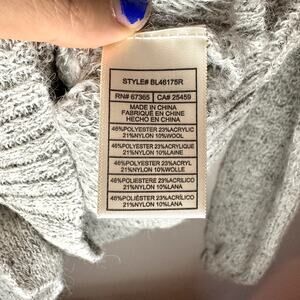 STYLE# BL46175R
RN# 67365 CA# 25459
MADE IN CHINA
FABRIQUÉ EN CHINE
HECHO EN CHINA
46%POLYESTER 23%ACRYLIC
21%NYLON 10%WOOL
46%POLYESTER 23%ACRYLIQUE
21%NYLON 10%LAINE
46%POLYESTER 23%ACRYL
21%NYLON 10%WOLLE
46%POLIESTERE 23%ACRILICO
21%NYLON 10%LANA
46%POLIÉSTER 23%ACRÍLICO
21%NYLON 10%LANA